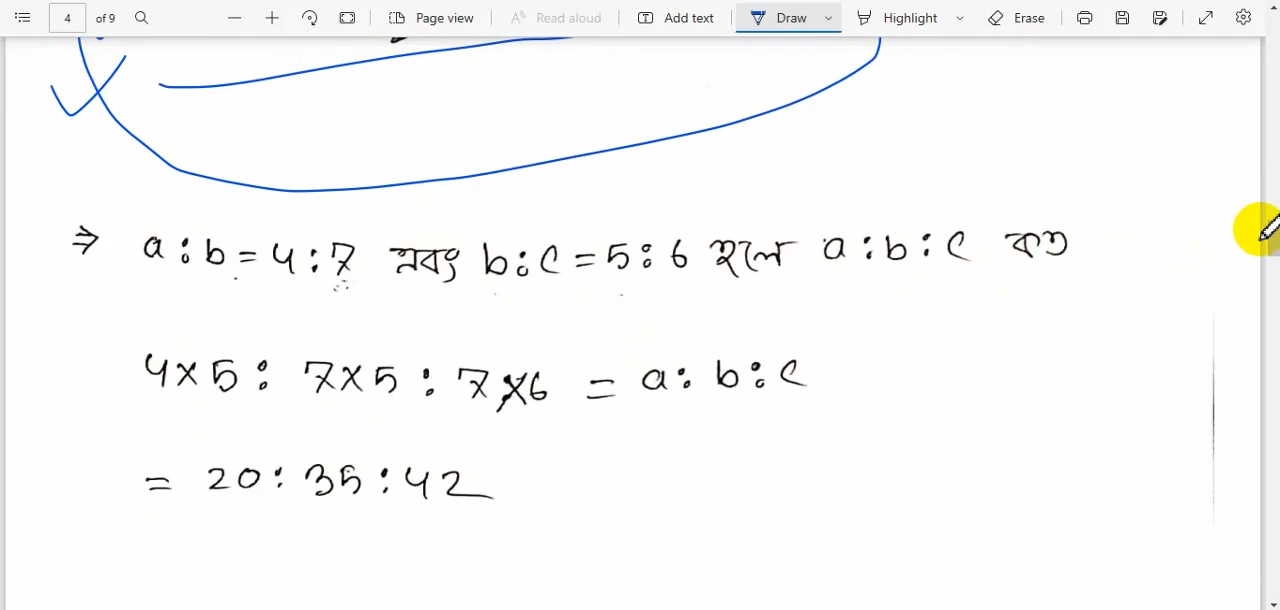 4 of 9 Page view Read aloud Add text Draw Highlight Erase
⇒ a : b = 4 : 7 এবং b : c = 5 : 6 হলে a : b : c কত
4×5 : 7×5 : 7×6 = a : b : c
= 20 : 35 : 42